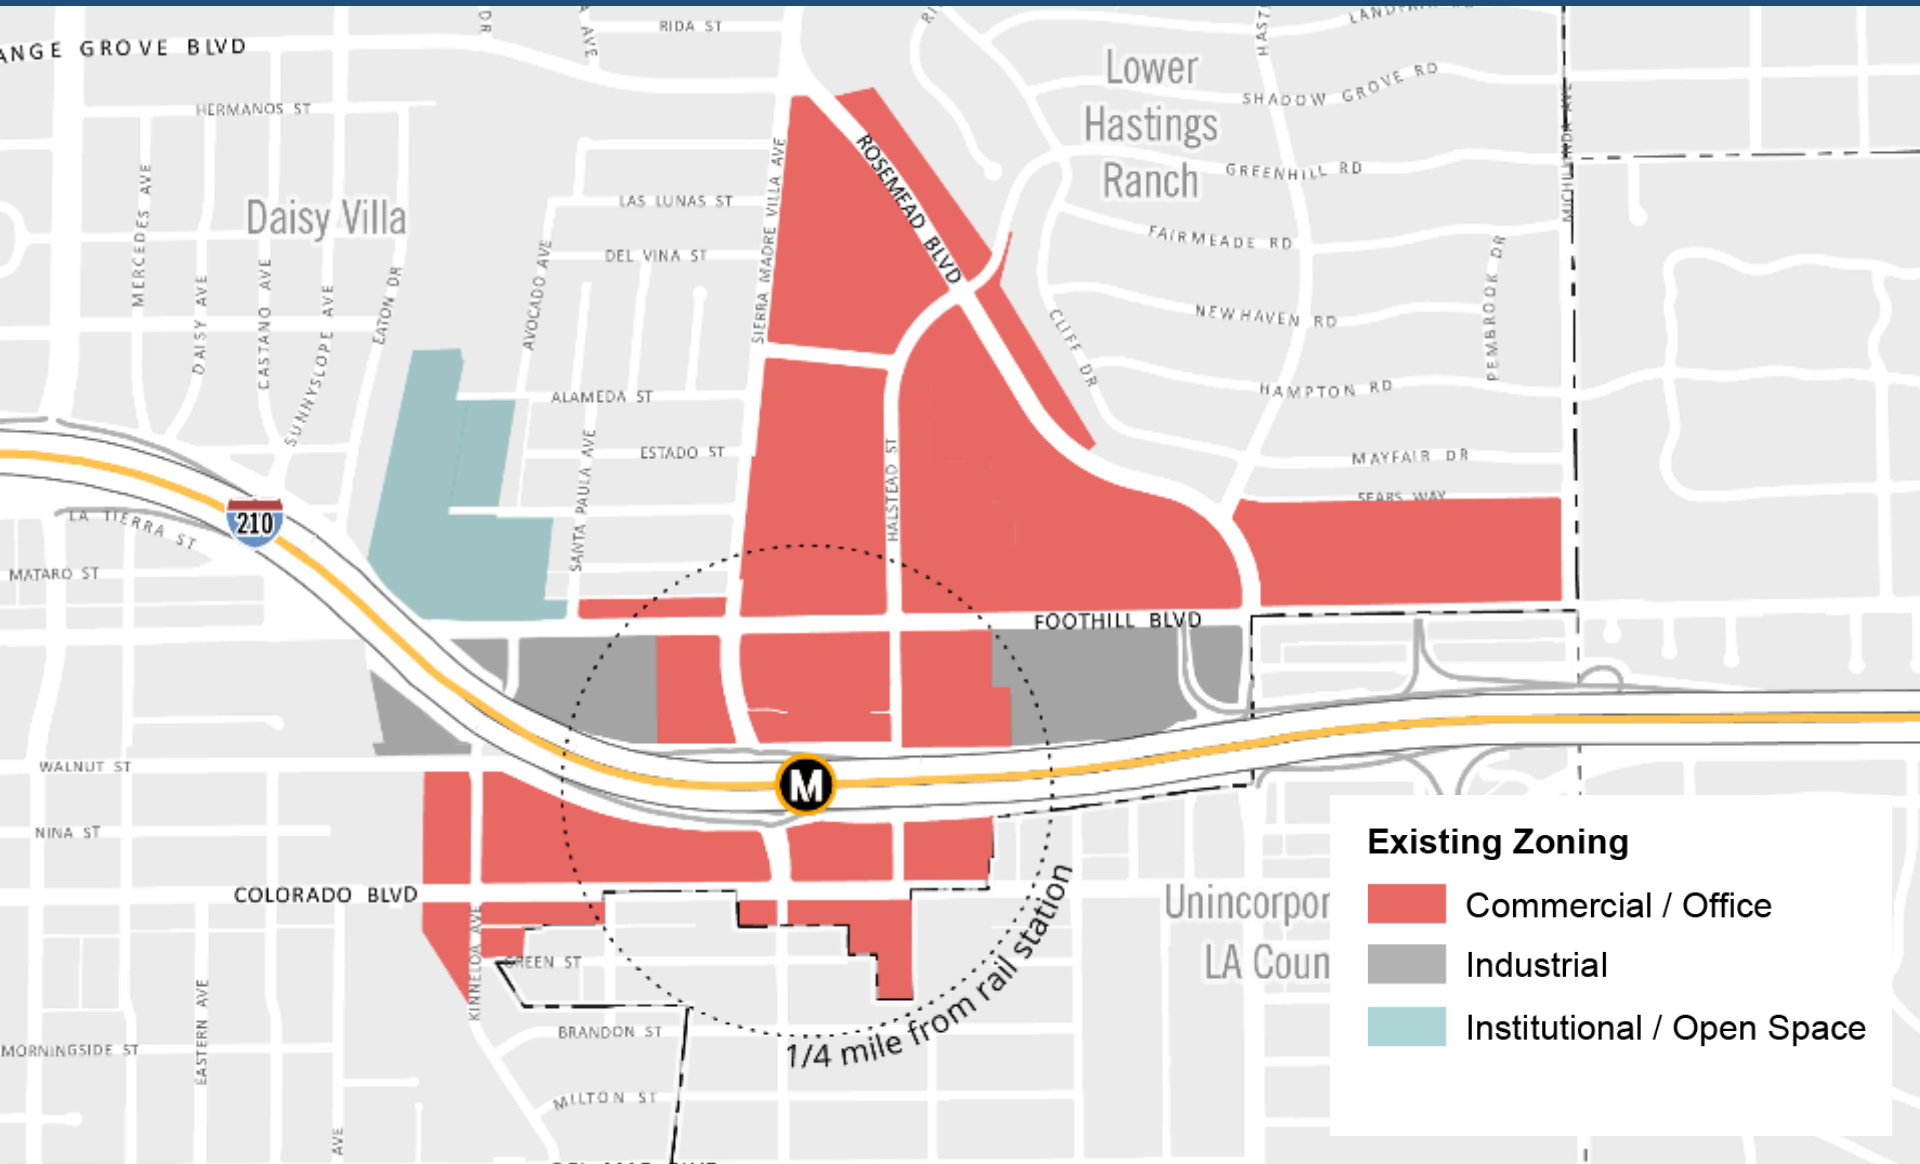 RIDA ST
ANGE GROVE BLVD
DR
AVE
HERMANOS ST
Lower
Hastings
Ranch
SHADOW GROVE RD
GREENHILL RD
MICHILLINDA AVE
ROSEMEAD BLVD
SIERRA MADRE VILLA AVE
MERCEDES AVE
Daisy Villa
LAS LUNAS ST
DEL VINA ST
FAIRMEADE RD
PEMBROOK DR
DAISY AVE
CASTANO AVE
SUNNYSLOPE AVE
EATON DR
AVOCADO AVE
NEWHAVEN RD
CLIFF DR
HAMPTON RD
ALAMEDA ST
ESTADO ST
SANTA PAULA AVE
HALSTEAD ST
MAYFAIR DR
SEARS WAY
210
LA TIERRA ST
MATARO ST
FOOTHILL BLVD
WALNUT ST
M
NINA ST
COLORADO BLVD
KINNELOA AVE
GREEN ST
1/4 mile from rail station
BRANDON ST
MORNINGSIDE ST
EASTERN AVE
MILTON ST
AVE
Unincorpor
LA Coun
Existing Zoning
Commercial / Office
Industrial
Institutional / Open Space